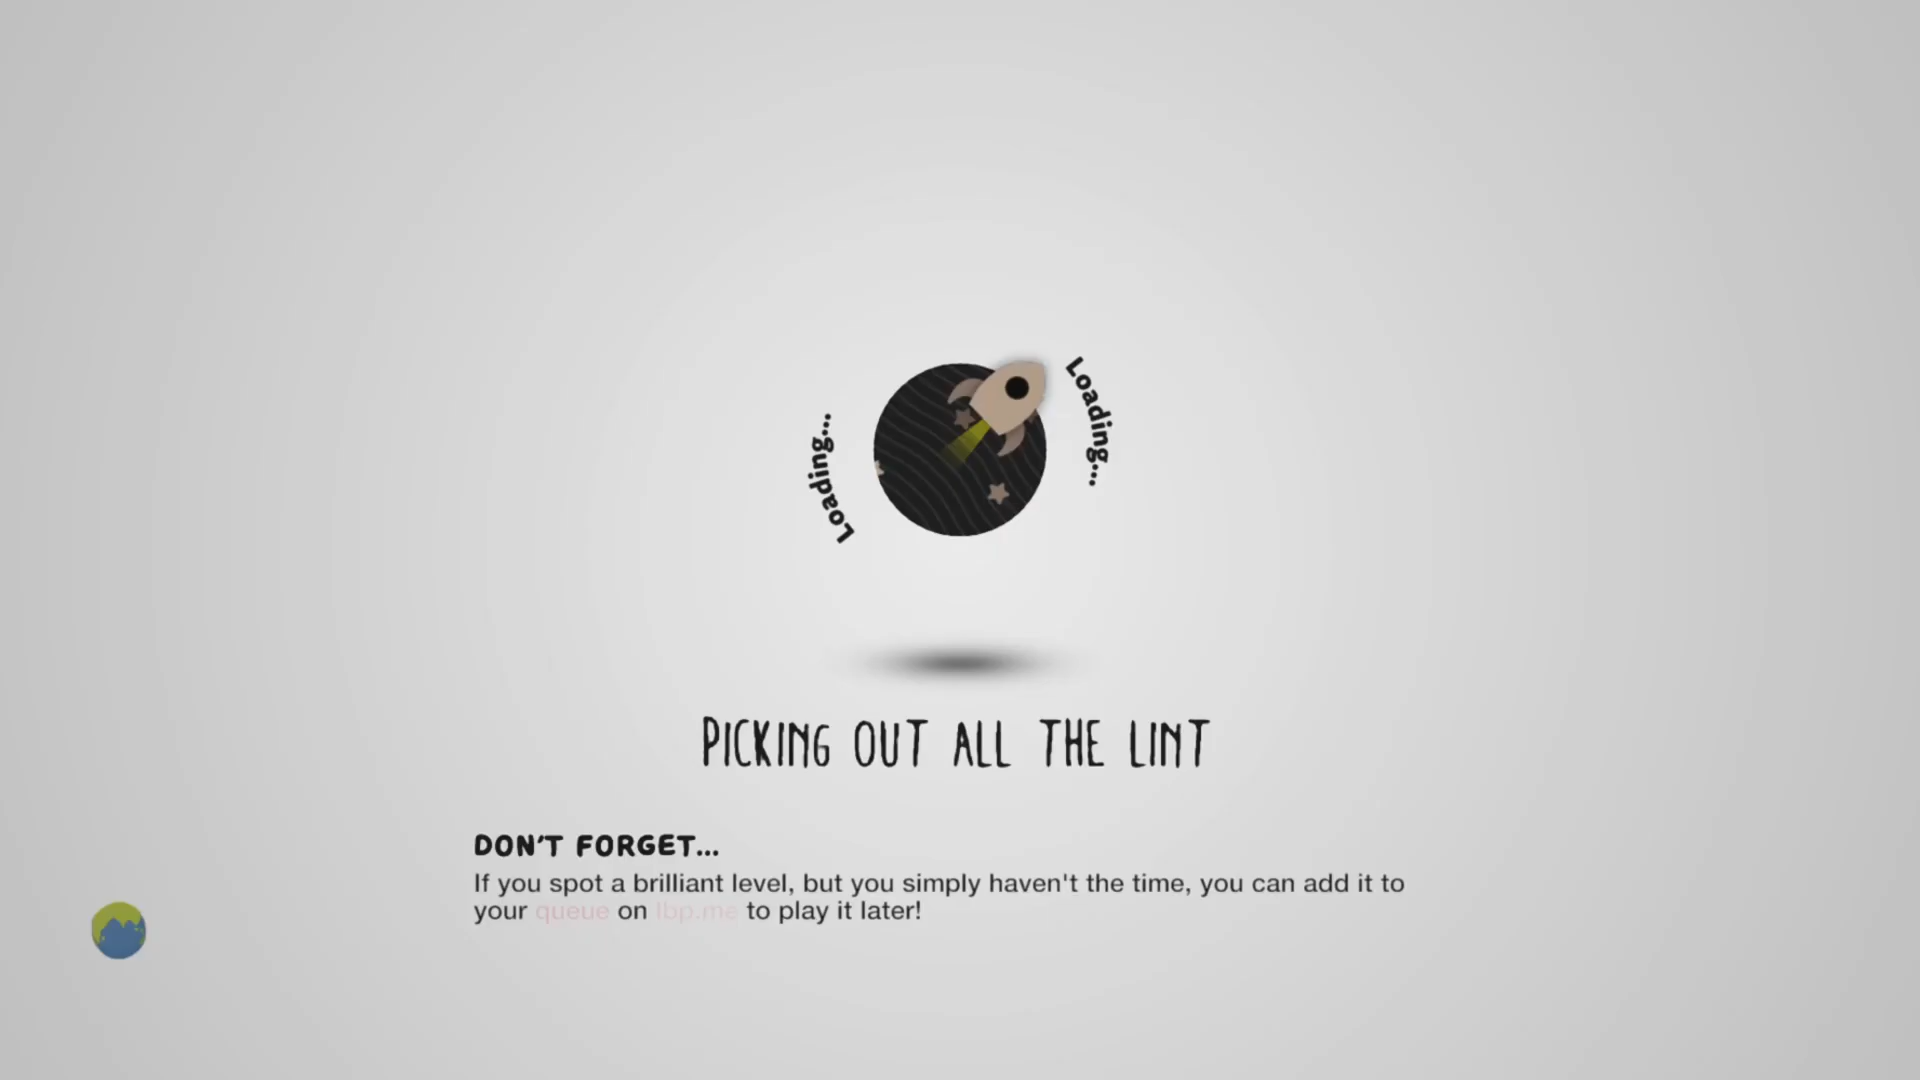 Loading...
Loading...
PICKING OUT ALL THE LINT
DON'T FORGET...
If you spot a brilliant level, but you simply haven't the time, you can add it to
your queue on lbp.me to play it later!